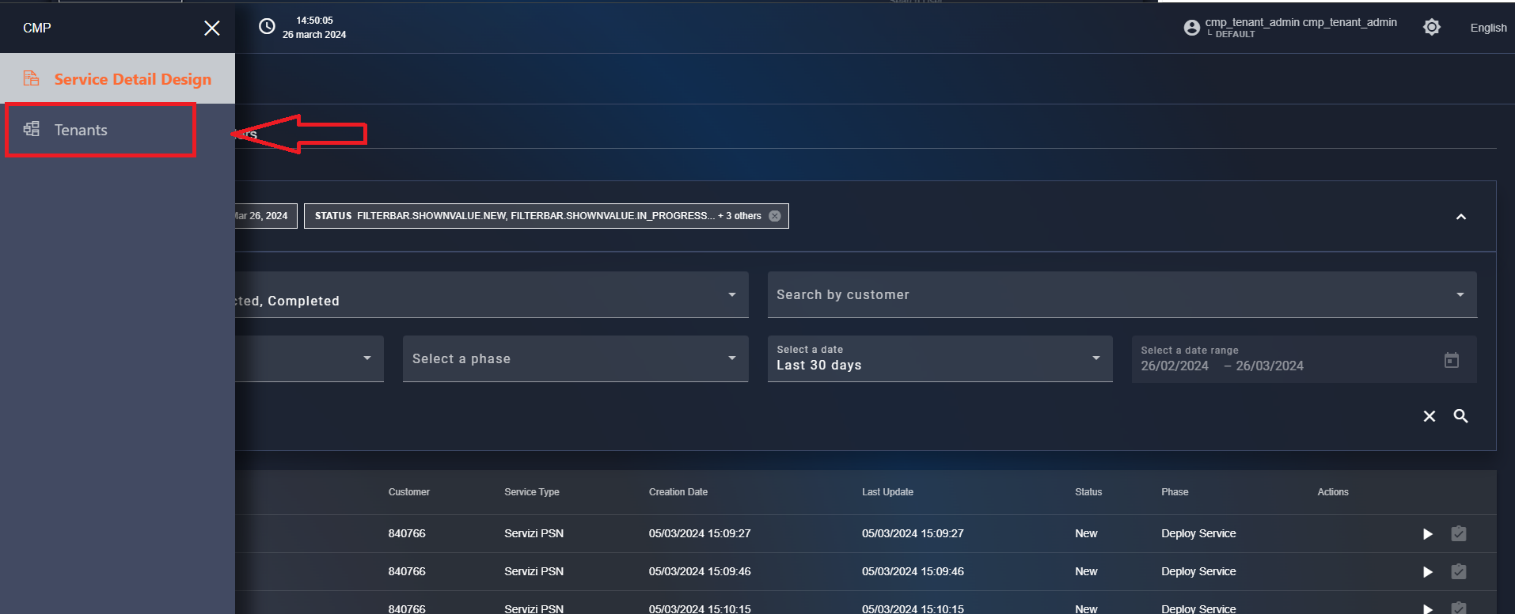 CMP
14:50:05
26 march 2024
cmp_tenant_admin cmp_tenant_admin
DEFAULT
English
Service Detail Design
Tenants
Mar 26, 2024
STATUS FILTERBAR.SHOWNVALUE.NEW, FILTERBAR.SHOWNVALUE.IN_PROGRESS... + 3 others
cted, Completed
Search by customer
Select a phase
Select a date
Last 30 days
Select a date range
26/02/2024 – 26/03/2024
Customer Service Type Creation Date Last Update Status Phase Actions
840766 Servizi PSN 05/03/2024 15:09:27 05/03/2024 15:09:27 New Deploy Service
840766 Servizi PSN 05/03/2024 15:09:46 05/03/2024 15:09:46 New Deploy Service
840766 Servizi PSN 05/03/2024 15:10:15 05/03/2024 15:10:15 New Deploy Service